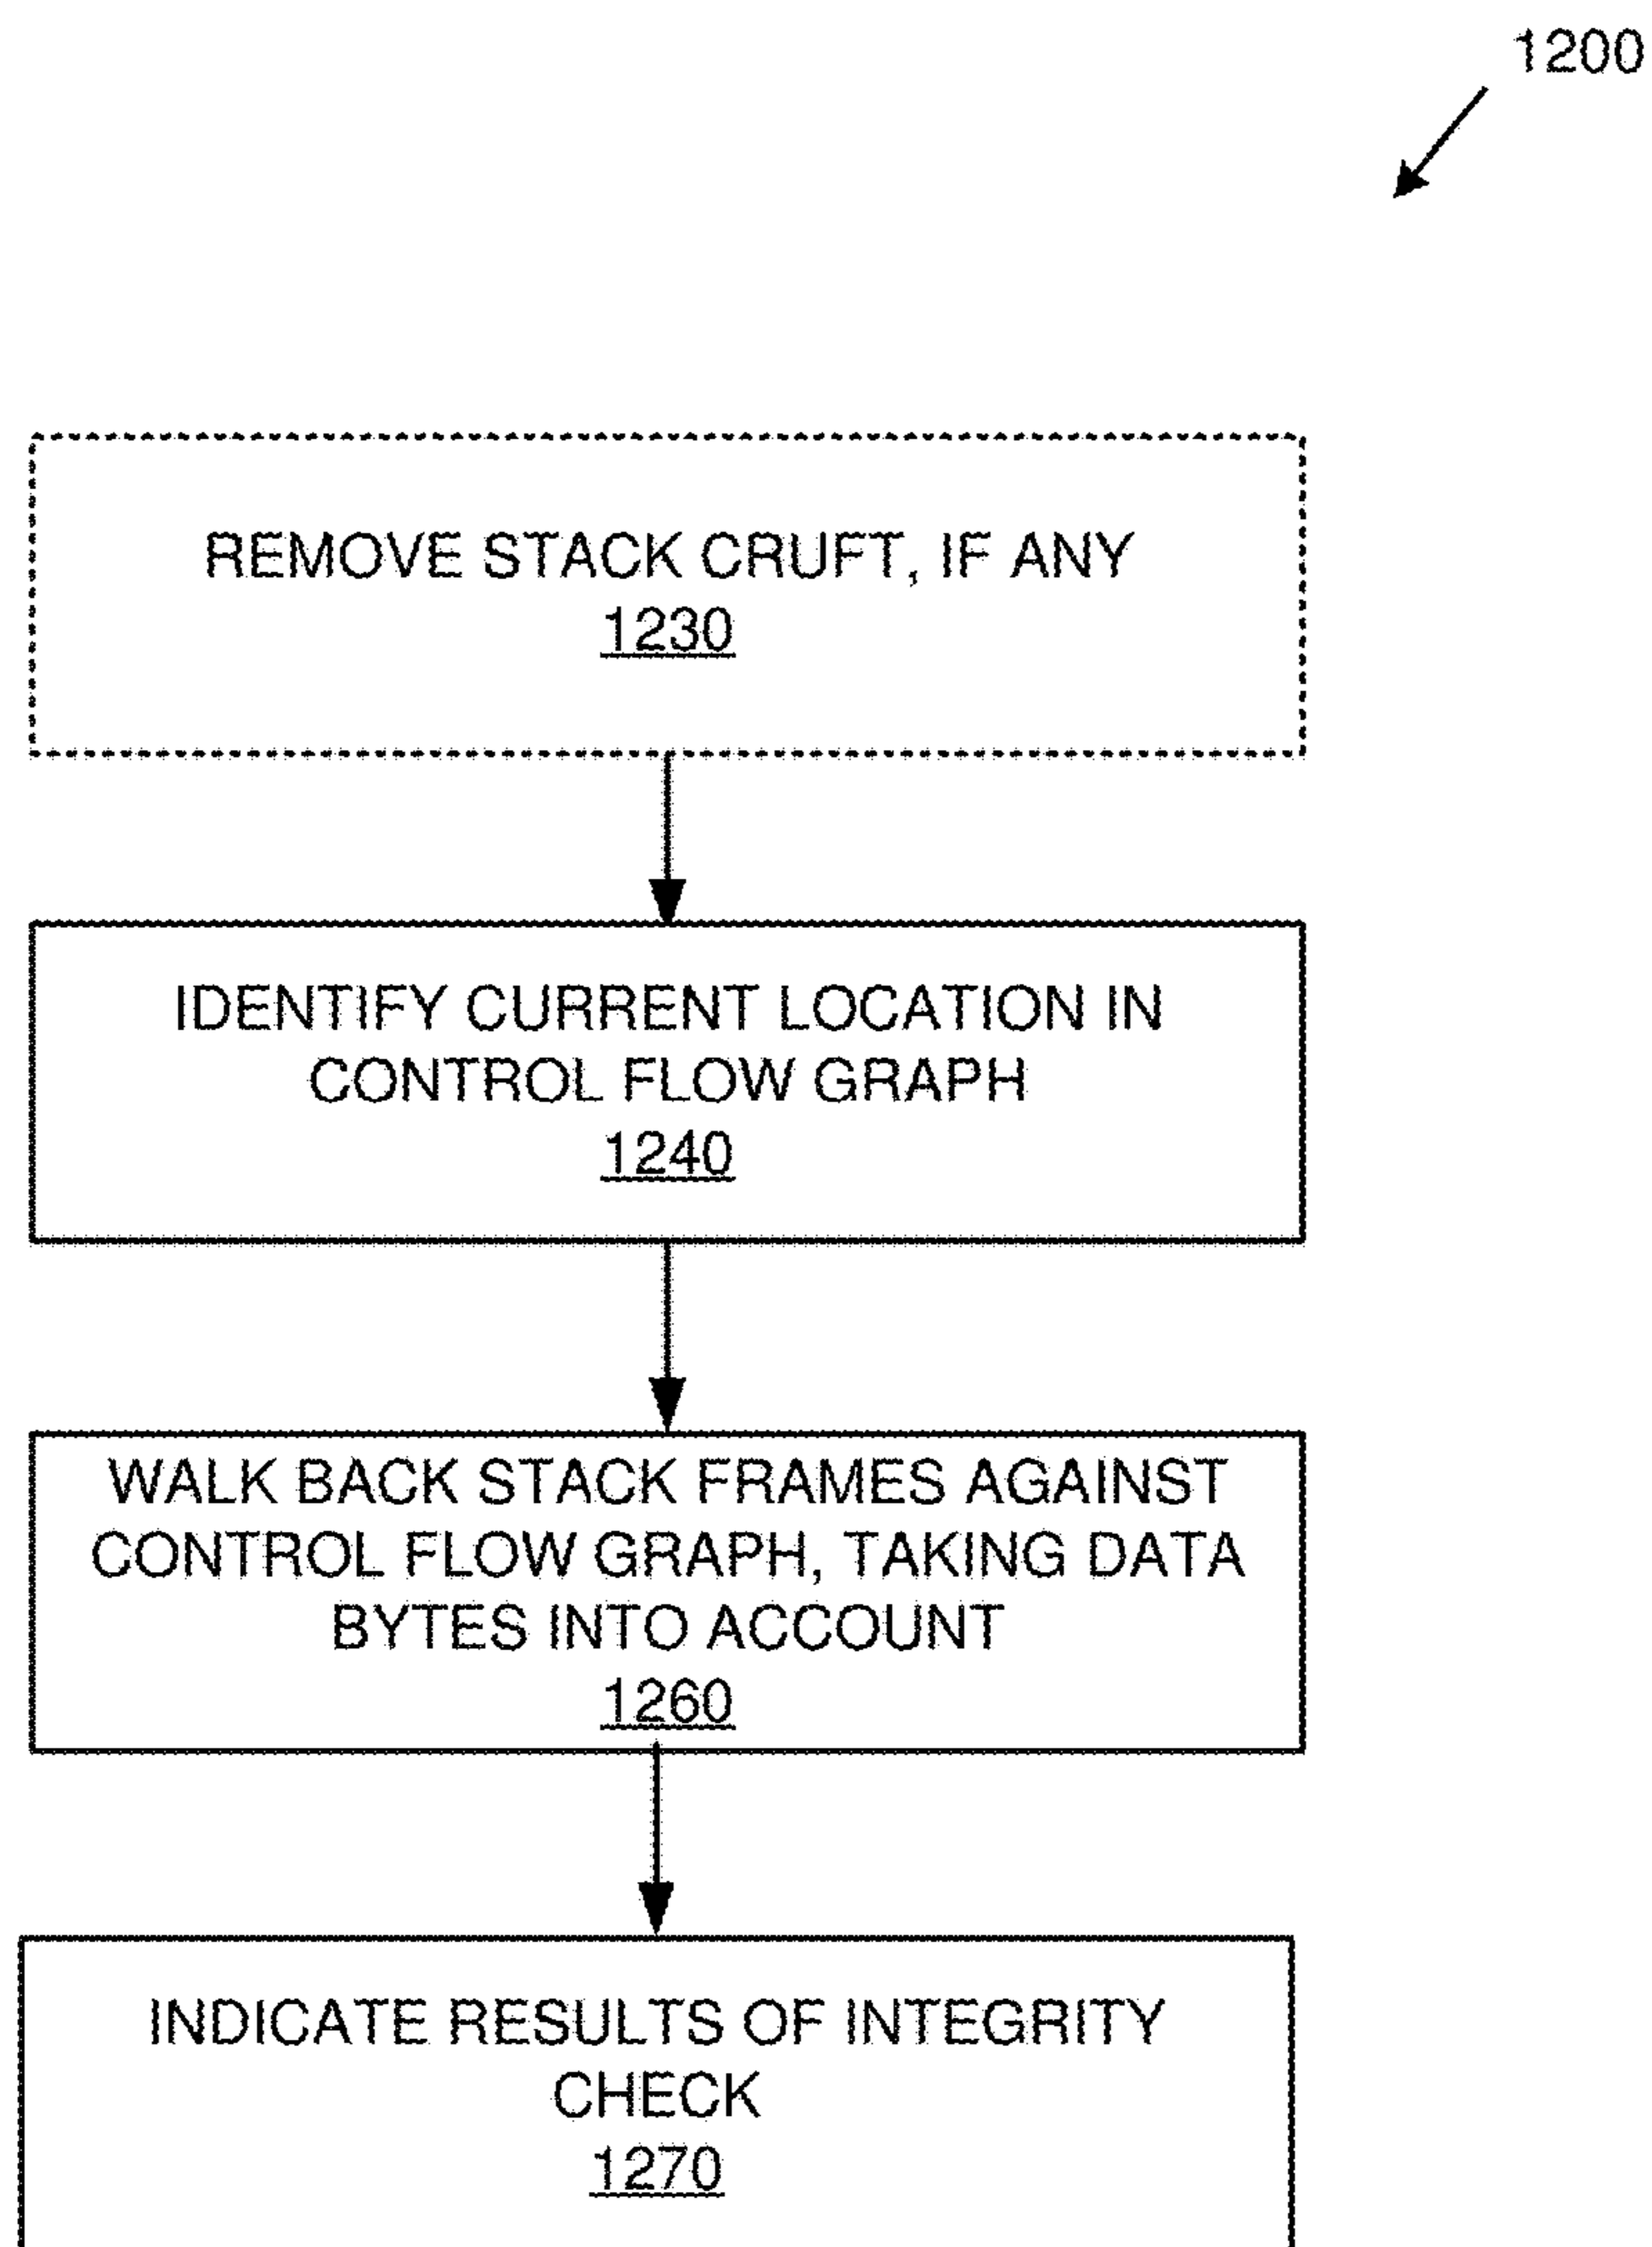 1200
REMOVE STACK CRUFT, IF ANY
1230
IDENTIFY CURRENT LOCATION IN
CONTROL FLOW GRAPH
1240
WALK BACK STACK FRAMES AGAINST
CONTROL FLOW GRAPH, TAKING DATA
BYTES INTO ACCOUNT
1260
INDICATE RESULTS OF INTEGRITY
CHECK
1270